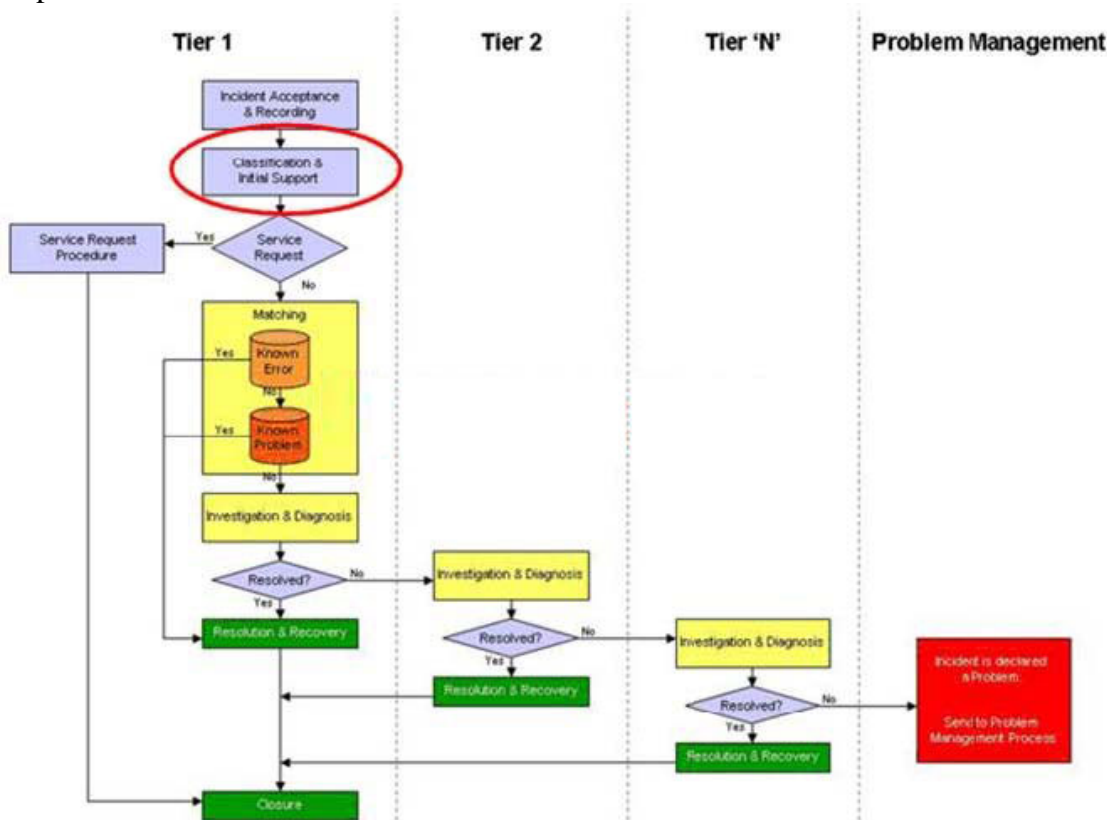 Tier 1
Tier 2
Tier ‘N’
Problem Management
Incident Acceptance
& Recording
Classification &
Initial Support
Service Request
Procedure
Yes
Service
Request
No
Matching
Yes
Known
Error
No
Yes
Known
Problem
No
Investigation & Diagnosis
Resolved?
No
Yes
Resolution & Recovery
Investigation & Diagnosis
Resolved?
No
Yes
Resolution & Recovery
Investigation & Diagnosis
Resolved?
No
Yes
Resolution & Recovery
Incident is declared
a Problem.
Send to Problem
Management Process
Closure